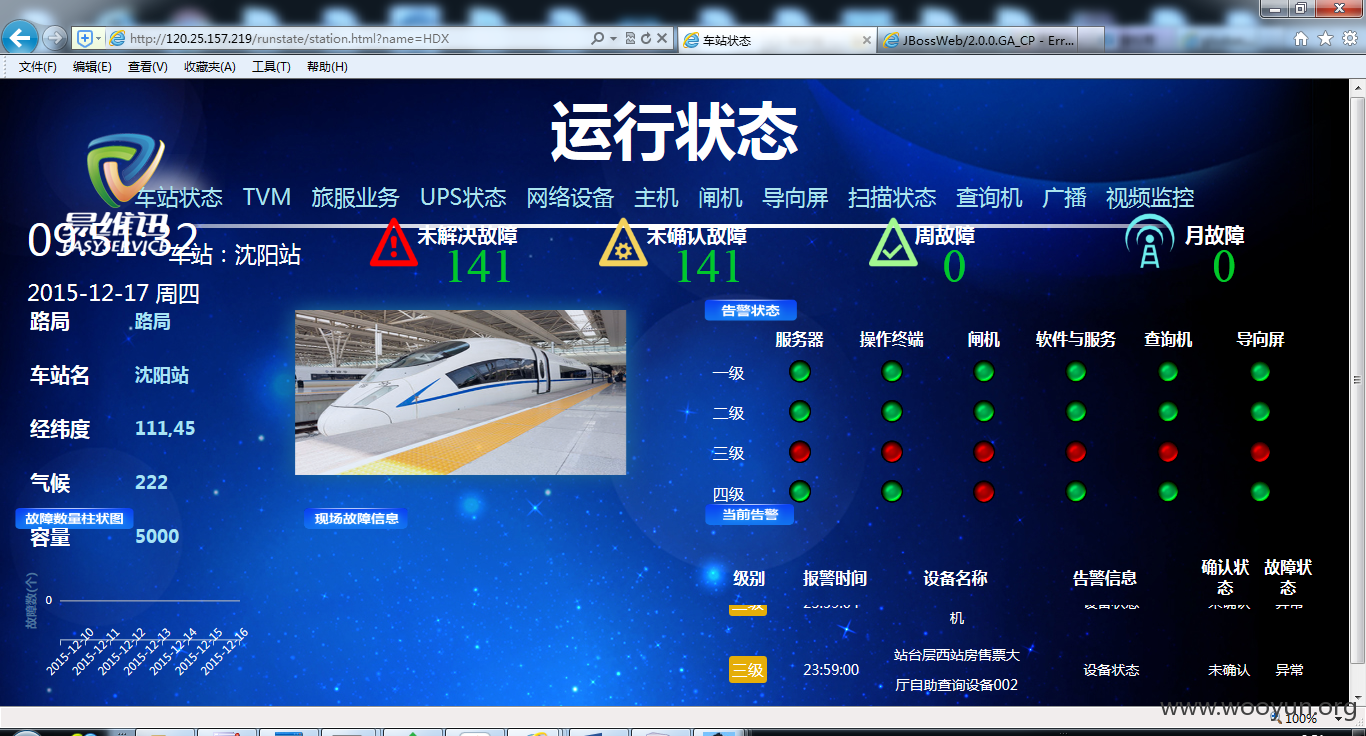 http://120.25.157.219/runstate/station.html?name=HDX
车站状态
JBossWeb/2.0.0.GA_CP - Err...
文件(F) 编辑(E) 查看(V) 收藏夹(A) 工具(T) 帮助(H)
运行状态
车站状态 TVM 旅服业务 UPS状态 网络设备 主机 闸机 导向屏 扫描状态 查询机 广播 视频监控
易维迅
EASYSERVICE
车站：沈阳站
2015-12-17 周四
未解决故障
141
未确认故障
141
周故障
0
月故障
0
路局 路局
车站名 沈阳站
经纬度 111,45
气候 222
容量 5000
告警状态
服务器 操作终端 闸机 软件与服务 查询机 导向屏
一级
二级
三级
四级
故障数量柱状图
现场故障信息
当前告警
故障数(个)
0
2015-12-10
2015-12-11
2015-12-12
2015-12-13
2015-12-14
2015-12-15
2015-12-16
级别 报警时间 设备名称 告警信息 确认状态 故障状态
机
三级 23:59:00 站台层西站房售票大
厅自助查询设备002 设备状态 未确认 异常
www.wooyun.org
100%